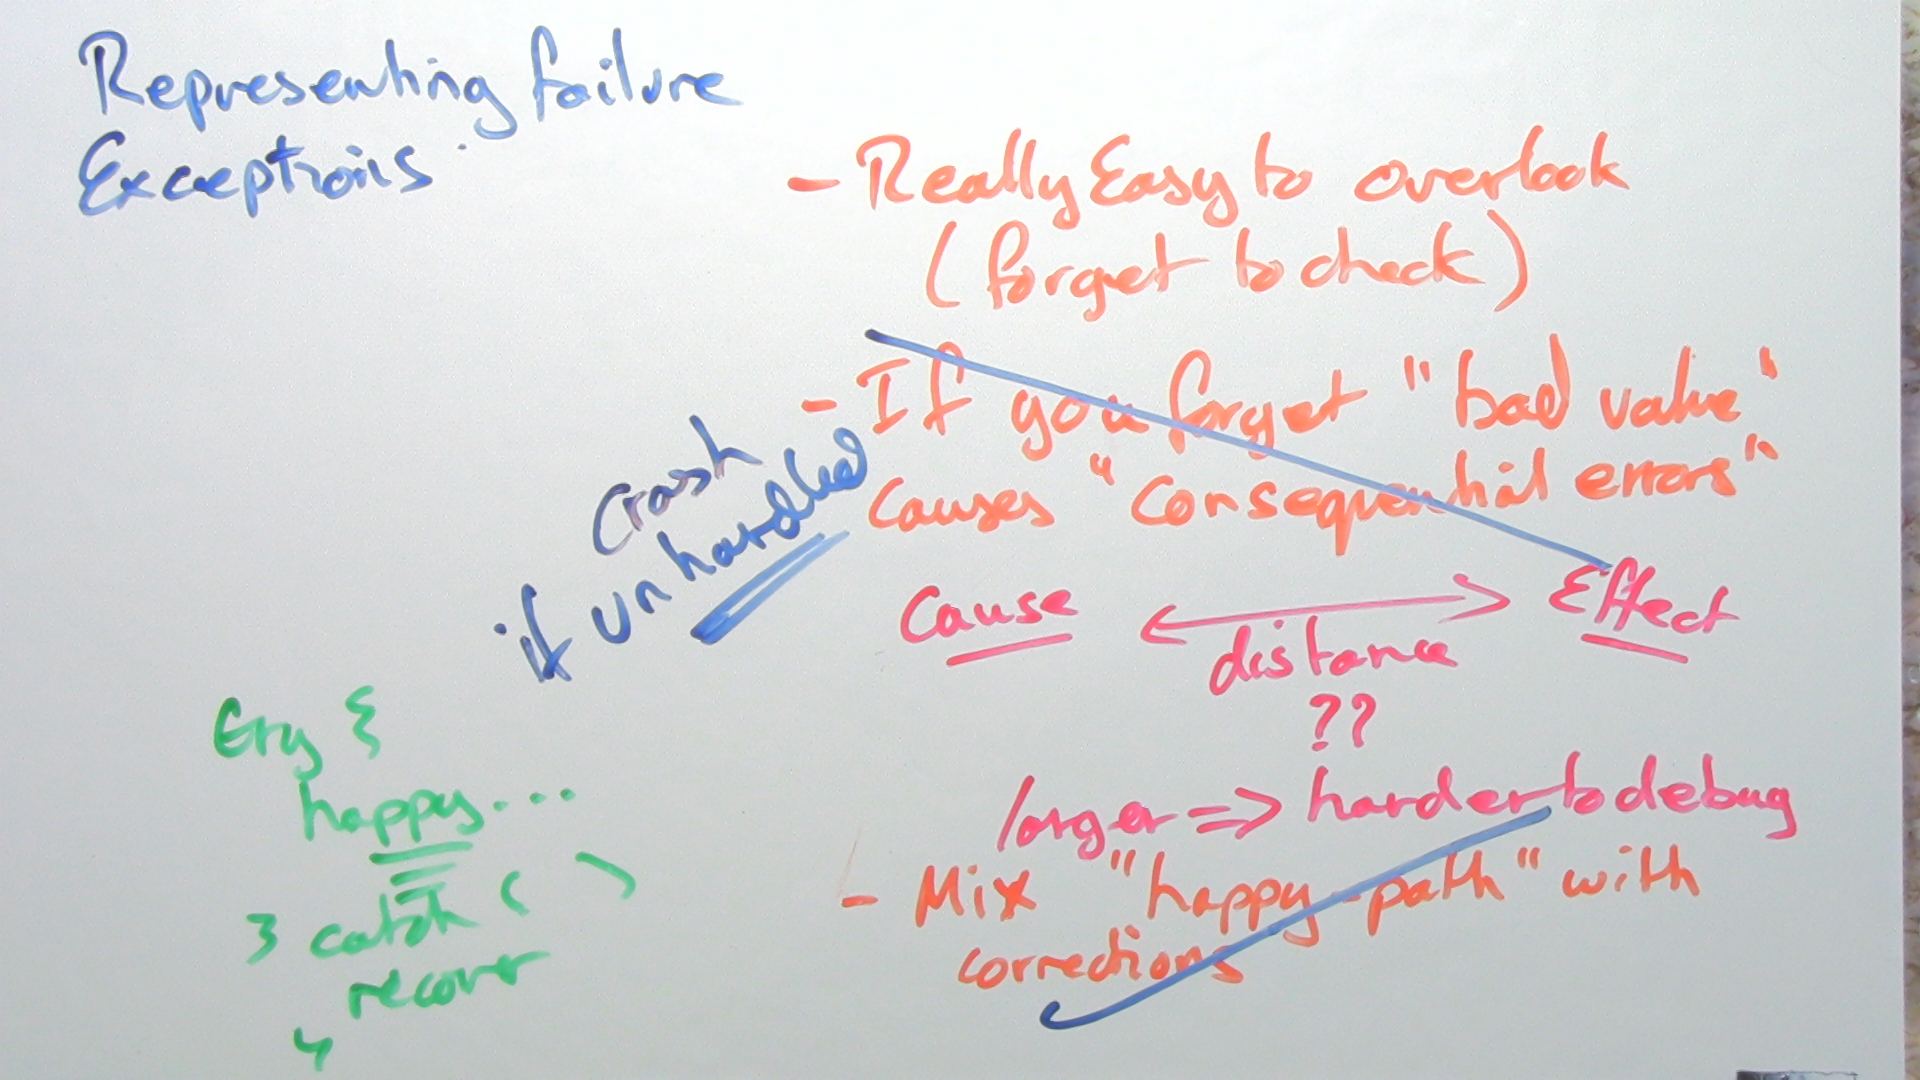 Representing failure
Exceptions
- Really Easy to overlook
(forget to check)
- If you forget "bad value"
causes "consequential errors"
Crash
if unhandled
Cause
Effect
distance
??
larger => harder to debug
- Mix "happy-path" with
corrections
try {
happy...
} catch ( )
recover
}